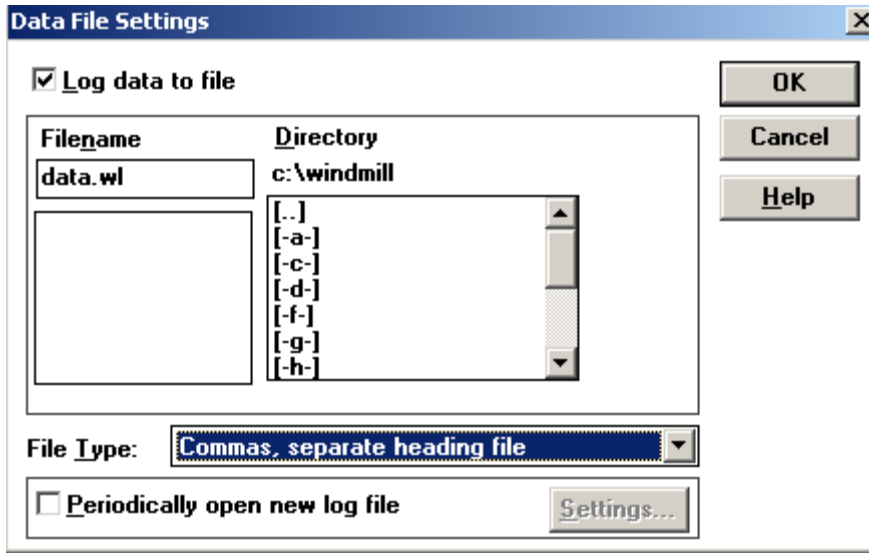 Data File Settings
Log data to file
OK
Filename
Directory
Cancel
data.wl
c:\windmill
Help
[..]
[-a-]
[-c-]
[-d-]
[-f-]
[-g-]
[-h-]
File Type: Commas, separate heading file
Periodically open new log file
Settings...